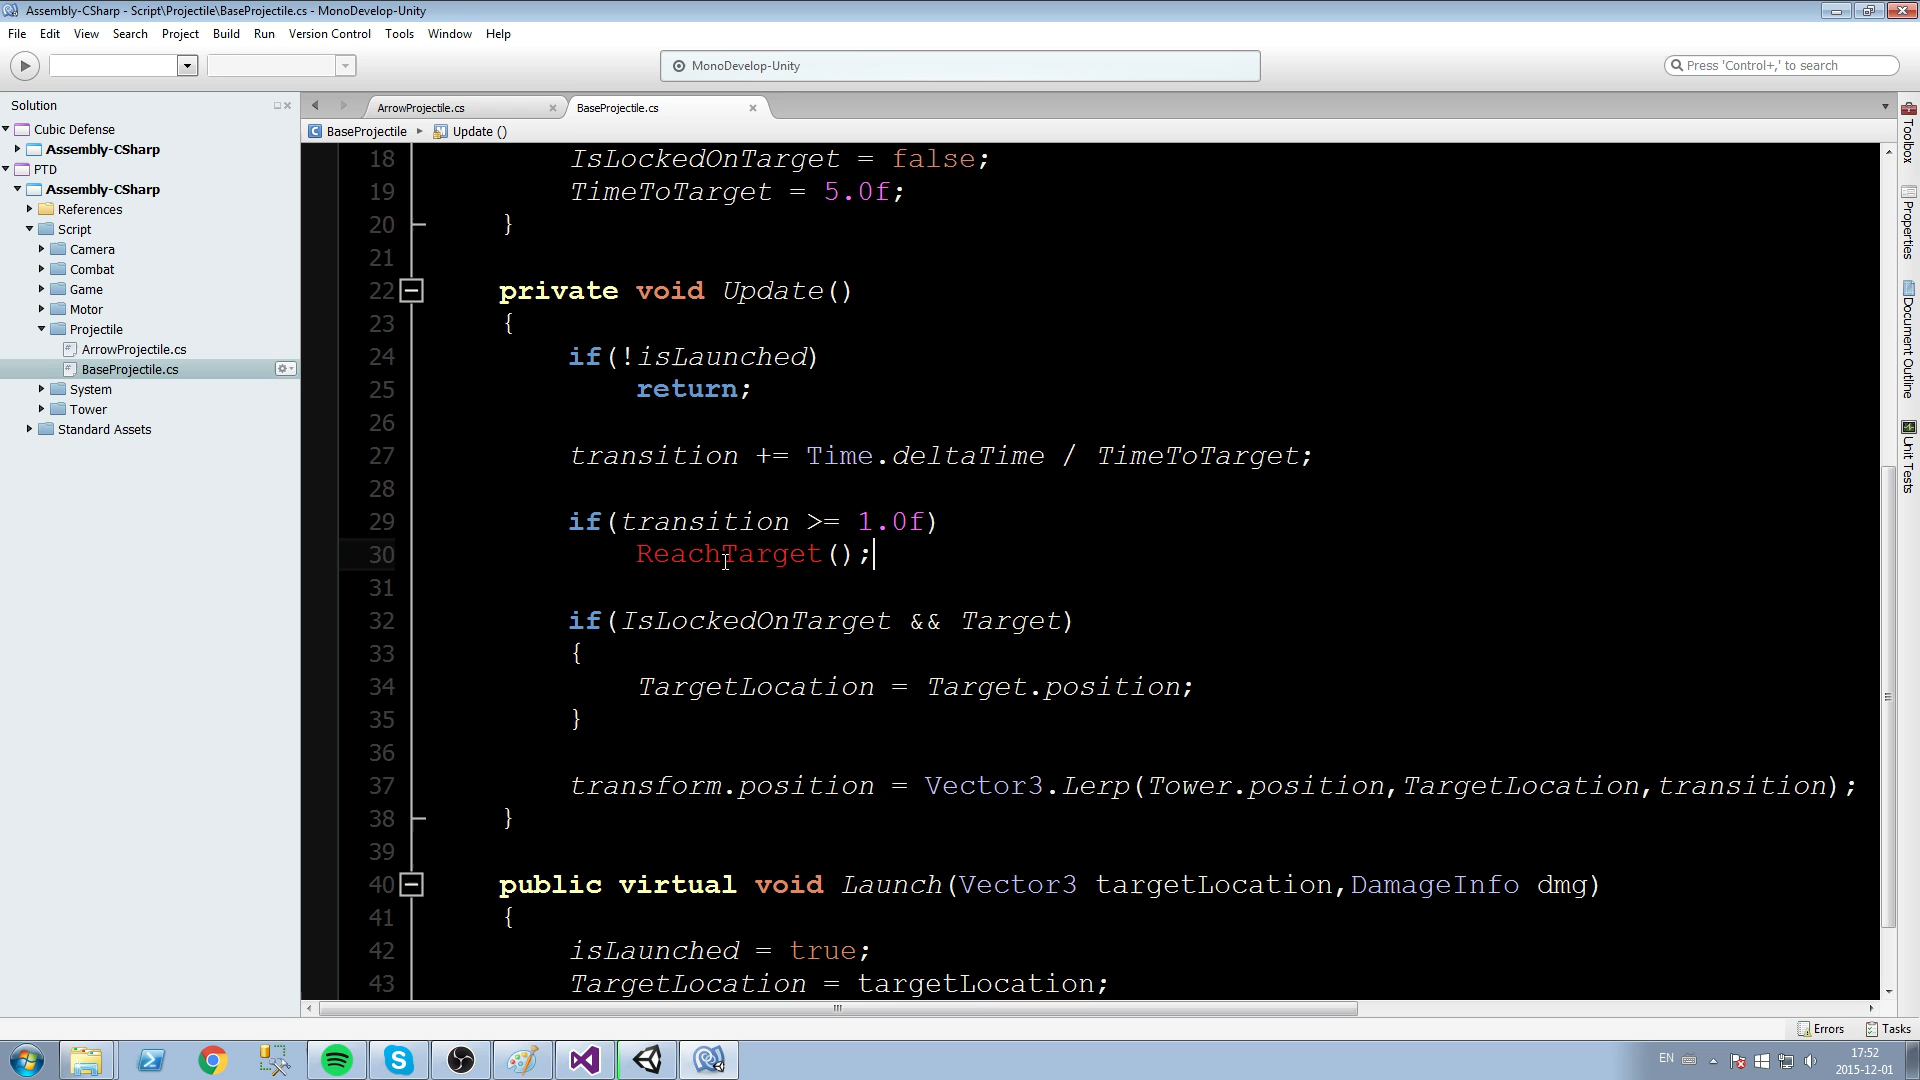 Assembly-CSharp - Script\Projectile\BaseProjectile.cs - MonoDevelop-Unity
File Edit View Search Project Build Run Version Control Tools Window Help
MonoDevelop-Unity
Press 'Control+,' to search
Solution
Cubic Defense
Assembly-CSharp
PTD
Assembly-CSharp
References
Script
Camera
Combat
Game
Motor
Projectile
ArrowProjectile.cs
BaseProjectile.cs
System
Tower
Standard Assets
ArrowProjectile.cs
BaseProjectile.cs
BaseProjectile
Update ()
18 IsLockedOnTarget = false;
19 TimeToTarget = 5.0f;
20 }
21
22 private void Update()
23 {
24 if(!isLaunched)
25 return;
26
27 transition += Time.deltaTime / TimeToTarget;
28
29 if(transition >= 1.0f)
30 ReachTarget();
31
32 if(IsLockedOnTarget && Target)
33 {
34 TargetLocation = Target.position;
35 }
36
37 transform.position = Vector3.Lerp(Tower.position,TargetLocation,transition);
38 }
39
40 public virtual void Launch(Vector3 targetLocation,DamageInfo dmg)
41 {
42 isLaunched = true;
43 TargetLocation = targetLocation;
Toolbox
Properties
Document Outline
Unit Tests
Errors
Tasks
EN
17:52
2015-12-01